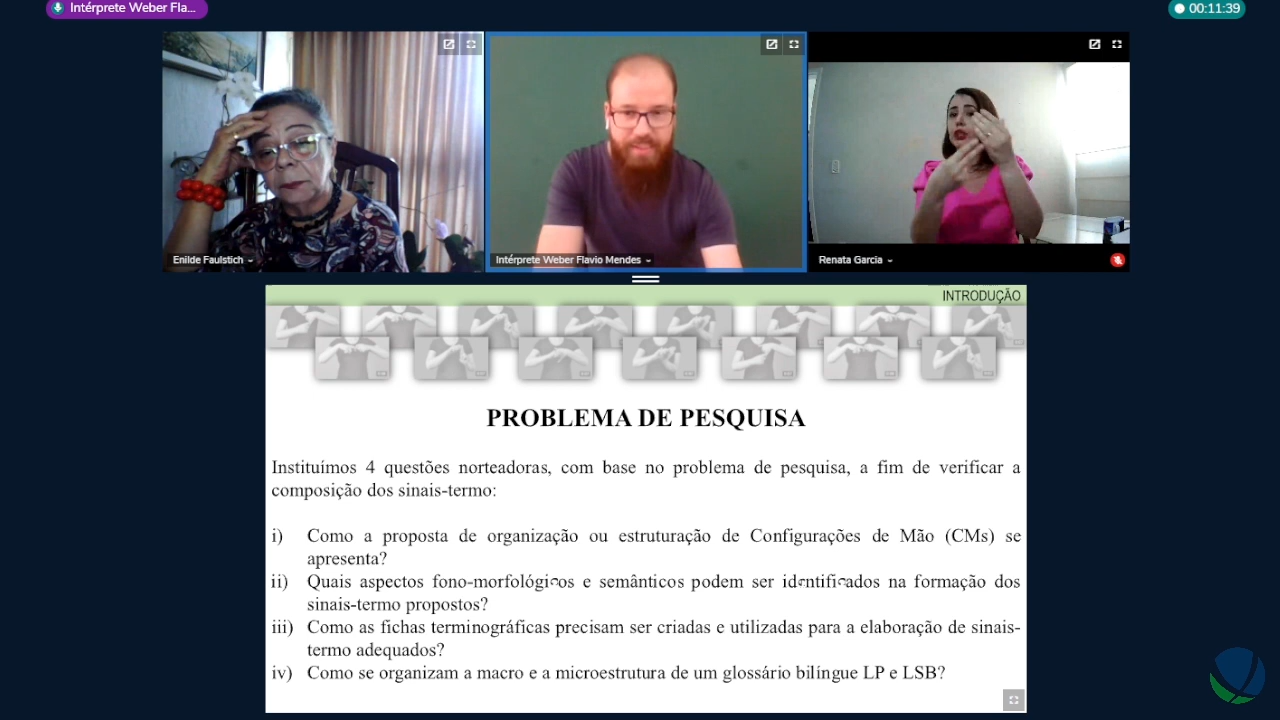 Intérprete Weber Fla...
00:11:39
Enilde Faulstich
Intérprete Weber Flavio Mendes
Renata Garcia
INTRODUÇÃO
PROBLEMA DE PESQUISA
Instituímos 4 questões norteadoras, com base no problema de pesquisa, a fim de verificar a
composição dos sinais-termo:
i) Como a proposta de organização ou estruturação de Configurações de Mão (CMs) se
apresenta?
ii) Quais aspectos fono-morfológicos e semânticos podem ser identificados na formação dos
sinais-termo propostos?
iii) Como as fichas terminográficas precisam ser criadas e utilizadas para a elaboração de sinais-
termo adequados?
iv) Como se organizam a macro e a microestrutura de um glossário bilíngue LP e LSB?